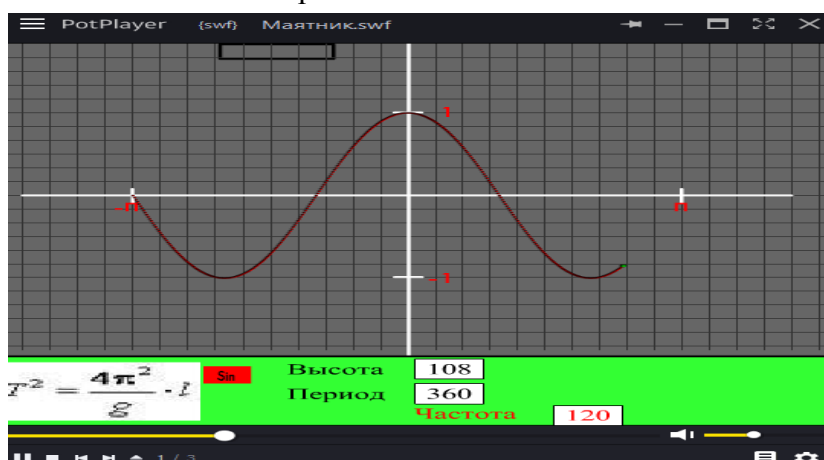 PotPlayer {swf} Маятник.swf
1
-П П
-1
T² = 4π²/g · l
Sin
Высота 108
Период 360
Частота 120
1 / 3